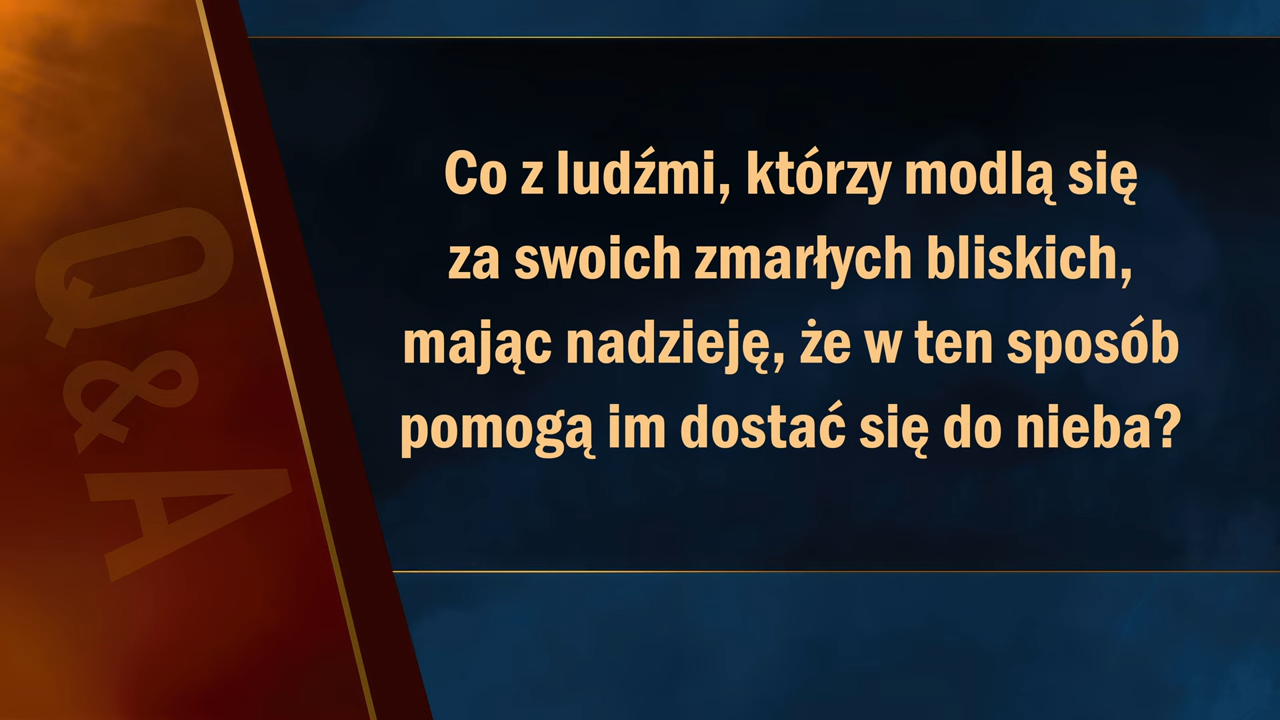 Q&A
Co z ludźmi, którzy modlą się
za swoich zmarłych bliskich,
mając nadzieję, że w ten sposób
pomogą im dostać się do nieba?